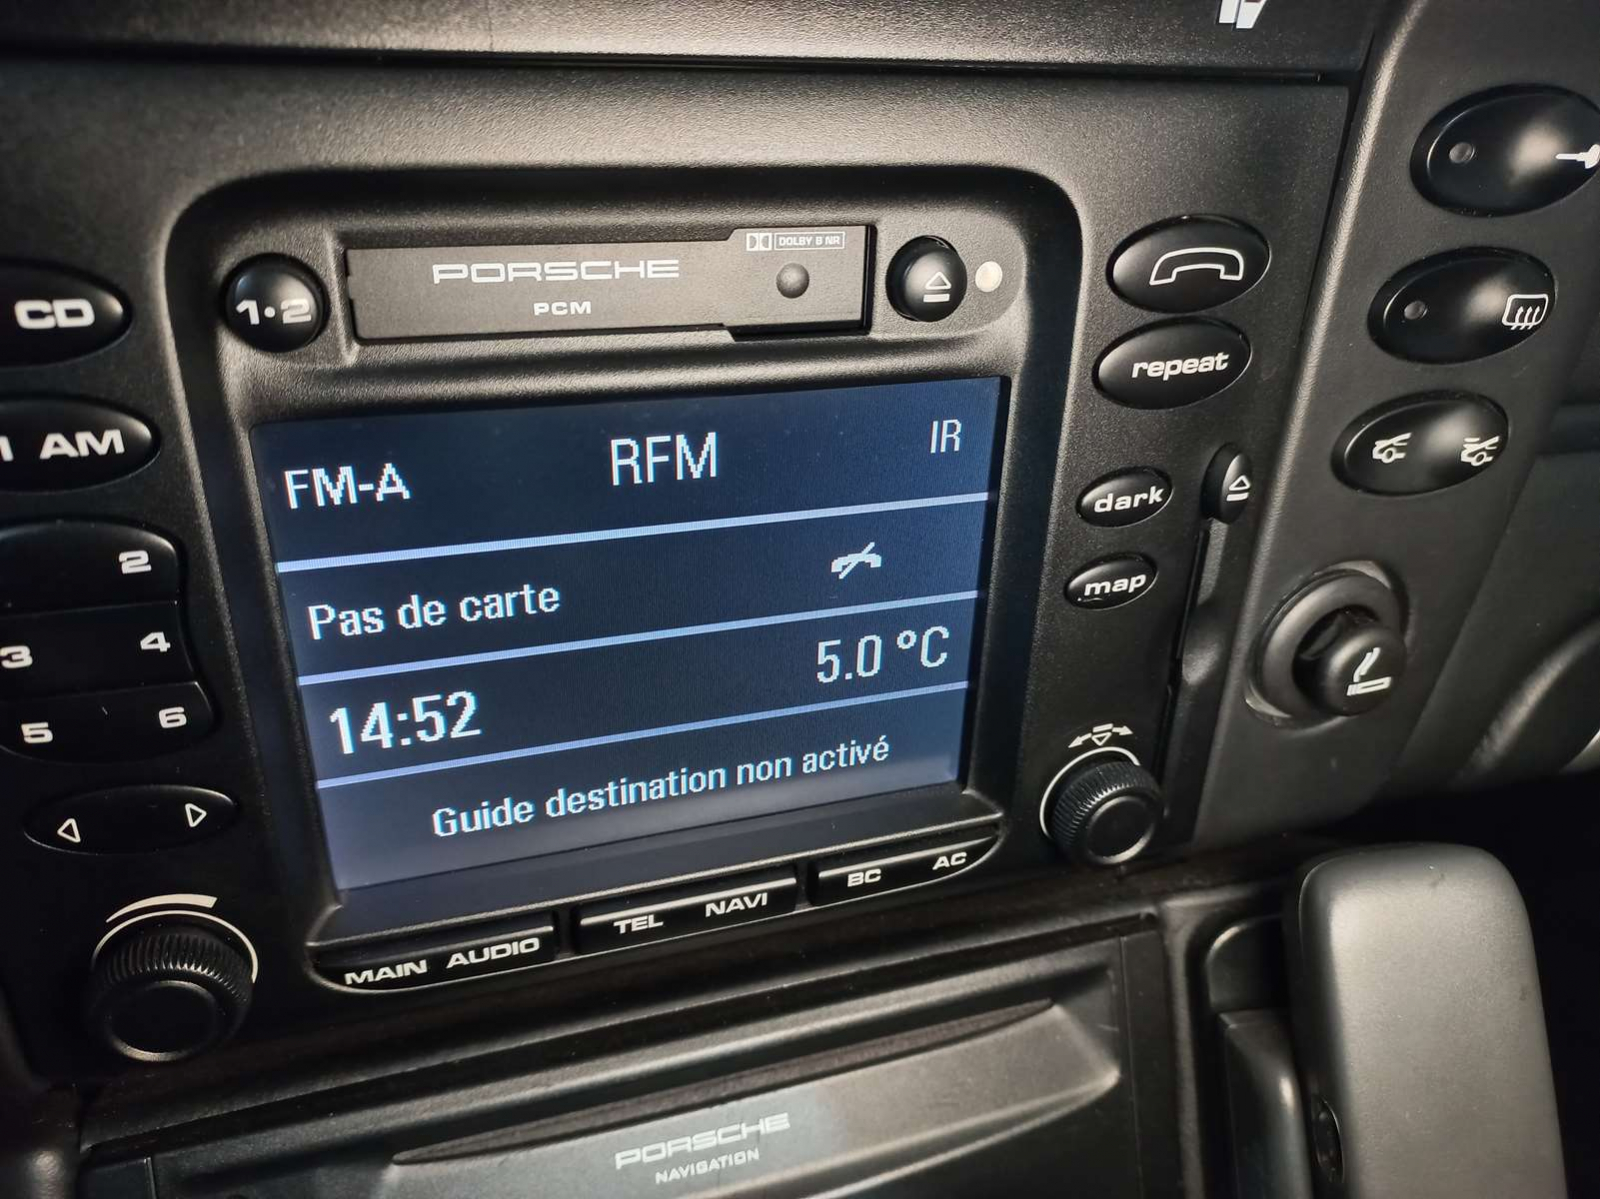 DOLBY B NR
PORSCHE
PCM
1•2
CD
AM
repeat
dark
map
FM-A RFM IR
Pas de carte
14:52 5.0 °C
Guide destination non activé
2
3 4
5 6
MAIN AUDIO TEL NAVI BC AC
PORSCHE
NAVIGATION